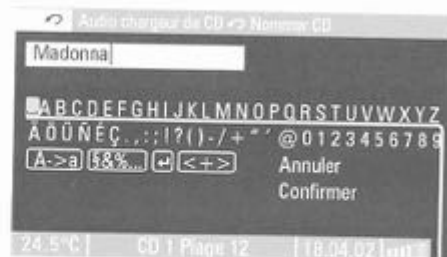 Audio chargeur de CD Nommer CD
Madonna
ABCDEFGHIJKLMNOPQRSTUVWXYZ
ÄÖÜÑÉÇ.,:;!?()-/+"´@0123456789
A->a §&%... ↵ <+> Annuler
Confirmer
24.5°C CD 1 Plage 12 18.04.02